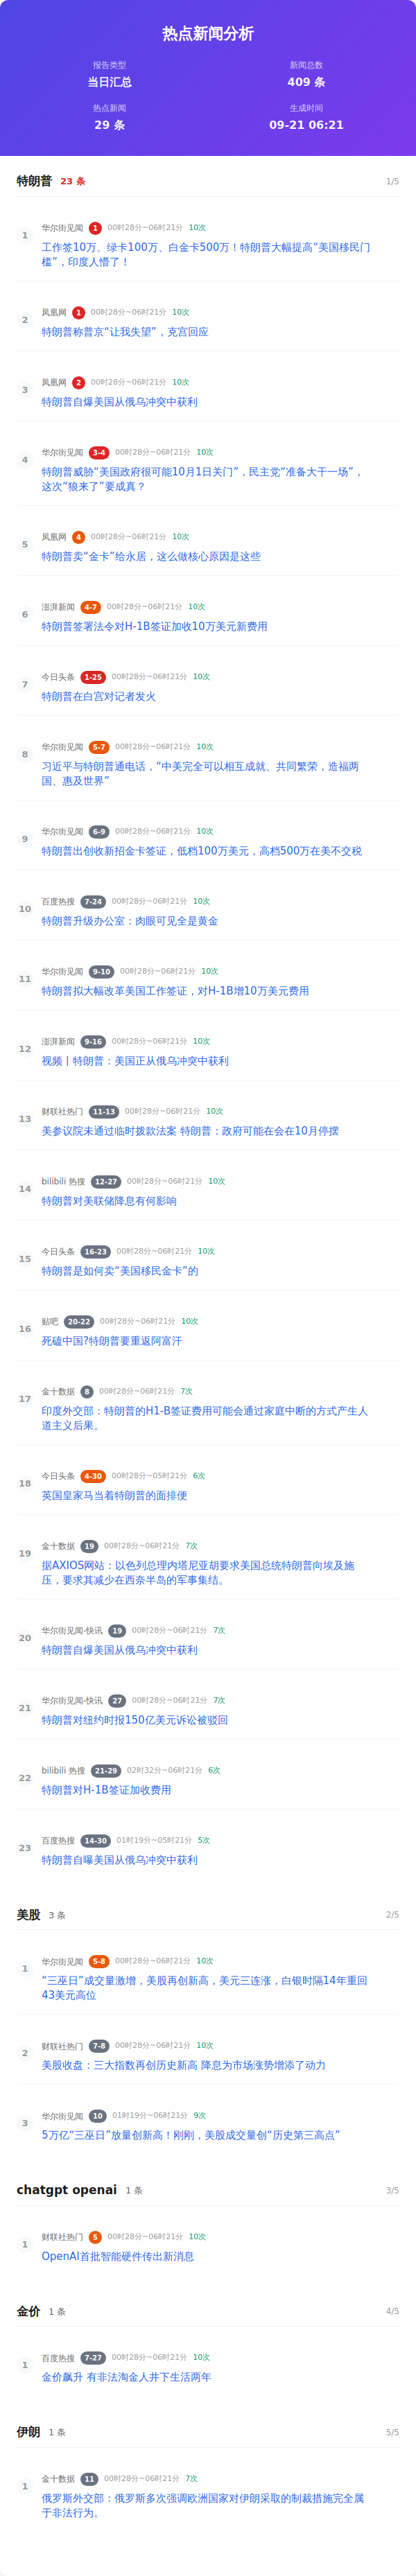 热点新闻分析
报告类型
当日汇总
新闻总数
409 条
热点新闻
29 条
生成时间
09-21 06:21
特朗普 23 条 1/5
1
华尔街见闻 1 00时28分~06时21分 10次
工作签10万、绿卡100万、白金卡500万！特朗普大幅提高“美国移民门
槛”，印度人懵了！
2
凤凰网 1 00时28分~06时21分 10次
特朗普称普京“让我失望”，克宫回应
3
凤凰网 2 00时28分~06时21分 10次
特朗普自爆美国从俄乌冲突中获利
4
华尔街见闻 3-4 00时28分~06时21分 10次
特朗普威胁“美国政府很可能10月1日关门”，民主党“准备大干一场”，
这次“狼来了”要成真？
5
凤凰网 4 00时28分~06时21分 10次
特朗普卖“金卡”给永居，这么做核心原因是这些
6
澎湃新闻 4-7 00时28分~06时21分 10次
特朗普签署法令对H-1B签证加收10万美元新费用
7
今日头条 1-25 00时28分~06时21分 10次
特朗普在白宫对记者发火
8
华尔街见闻 5-7 00时28分~06时21分 10次
习近平与特朗普通电话，“中美完全可以相互成就、共同繁荣，造福两
国、惠及世界”
9
华尔街见闻 6-9 00时28分~06时21分 10次
特朗普出创收新招金卡签证，低档100万美元，高档500万在美不交税
10
百度热搜 7-24 00时28分~06时21分 10次
特朗普升级办公室：肉眼可见全是黄金
11
华尔街见闻 9-10 00时28分~06时21分 10次
特朗普拟大幅改革美国工作签证，对H-1B增10万美元费用
12
澎湃新闻 9-16 00时28分~06时21分 10次
视频丨特朗普：美国正从俄乌冲突中获利
13
财联社热门 11-13 00时28分~06时21分 10次
美参议院未通过临时拨款法案 特朗普：政府可能在会在10月停摆
14
bilibili 热搜 12-27 00时28分~06时21分 10次
特朗普对美联储降息有何影响
15
今日头条 16-23 00时28分~06时21分 10次
特朗普是如何卖“美国移民金卡”的
16
贴吧 20-22 00时28分~06时21分 10次
死磕中国?特朗普要重返阿富汗
17
金十数据 8 00时28分~06时21分 7次
印度外交部：特朗普的H1-B签证费用可能会通过家庭中断的方式产生人
道主义后果。
18
今日头条 4-30 00时28分~05时21分 6次
英国皇家马当着特朗普的面排便
19
金十数据 19 00时28分~06时21分 7次
据AXIOS网站：以色列总理内塔尼亚胡要求美国总统特朗普向埃及施
压，要求其减少在西奈半岛的军事集结。
20
华尔街见闻-快讯 19 00时28分~06时21分 7次
特朗普自爆美国从俄乌冲突中获利
21
华尔街见闻-快讯 27 00时28分~06时21分 7次
特朗普对纽约时报150亿美元诉讼被驳回
22
bilibili 热搜 21-29 02时32分~06时21分 6次
特朗普对H-1B签证加收费用
23
百度热搜 14-30 01时19分~05时21分 5次
特朗普自曝美国从俄乌冲突中获利
美股 3 条 2/5
1
华尔街见闻 5-8 00时28分~06时21分 10次
“三巫日”成交量激增，美股再创新高，美元三连涨，白银时隔14年重回
43美元高位
2
财联社热门 7-8 00时28分~06时21分 10次
美股收盘：三大指数再创历史新高 降息为市场涨势增添了动力
3
华尔街见闻 10 01时19分~06时21分 9次
5万亿“三巫日”放量创新高！刚刚，美股成交量创“历史第三高点”
chatgpt openai 1 条 3/5
1
财联社热门 5 00时28分~06时21分 10次
OpenAI首批智能硬件传出新消息
金价 1 条 4/5
1
百度热搜 7-27 00时28分~06时21分 10次
金价飙升 有非法淘金人井下生活两年
伊朗 1 条 5/5
1
金十数据 11 00时28分~06时21分 7次
俄罗斯外交部：俄罗斯多次强调欧洲国家对伊朗采取的制裁措施完全属
于非法行为。